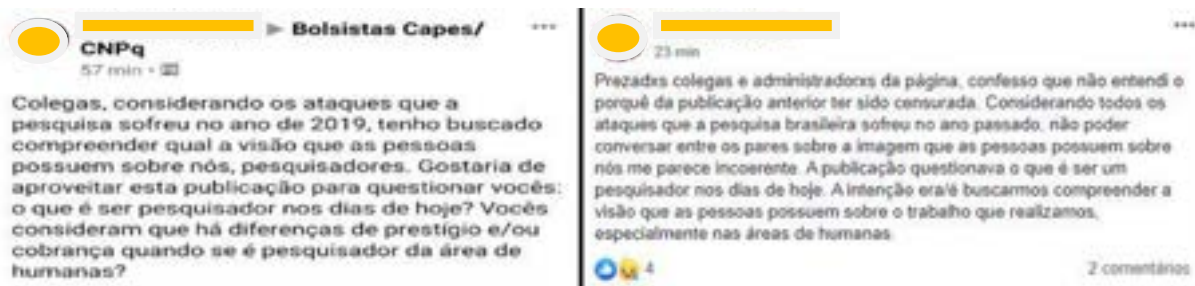 ▶ Bolsistas Capes/
CNPq
57 min ·
Colegas, considerando os ataques que a
pesquisa sofreu no ano de 2019, tenho buscado
compreender qual a visão que as pessoas
possuem sobre nós, pesquisadores. Gostaria de
aproveitar esta publicação para questionar vocês:
o que é ser pesquisador nos dias de hoje? Vocês
consideram que há diferenças de prestígio e/ou
cobrança quando se é pesquisador da área de
humanas?
23 min
Prezadxs colegas e administradorxs da página, confesso que não entendi o
porquê da publicação anterior ter sido censurada. Considerando todos os
ataques que a pesquisa brasileira sofreu no ano passado, não poder
conversar entre os pares sobre a imagem que as pessoas possuem sobre
nós me parece incoerente. A publicação questionava o que é ser um
pesquisador nos dias de hoje. A intenção era/é buscarmos compreender a
visão que as pessoas possuem sobre o trabalho que realizamos,
especialmente nas áreas de humanas
4
2 comentários